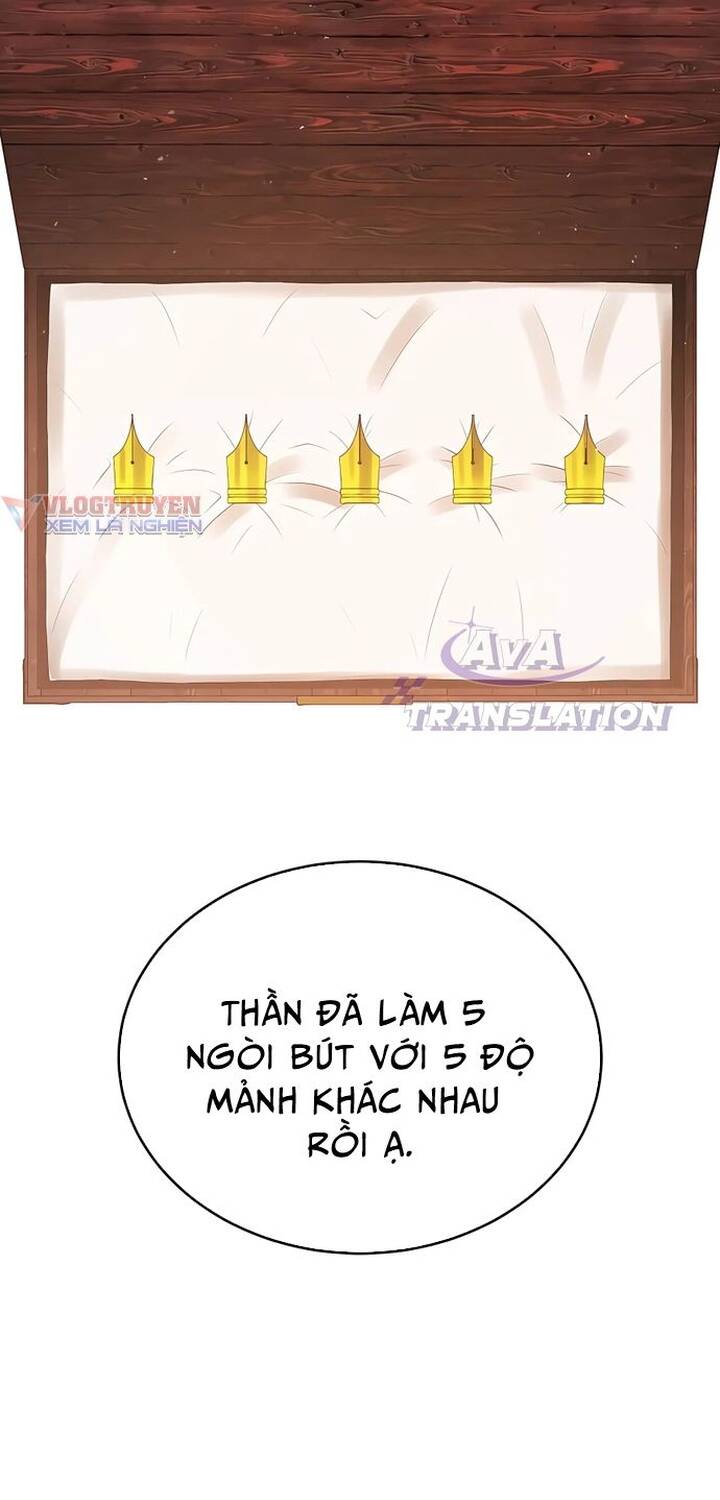 VLOGTRUYEN
XEM LÀ NGHIỆN
AVA
TRANSLATION
THẦN ĐÃ LÀM 5
NGÒI BÚT VỚI 5 ĐỘ
MẢNH KHÁC NHAU
RỒI Ạ.